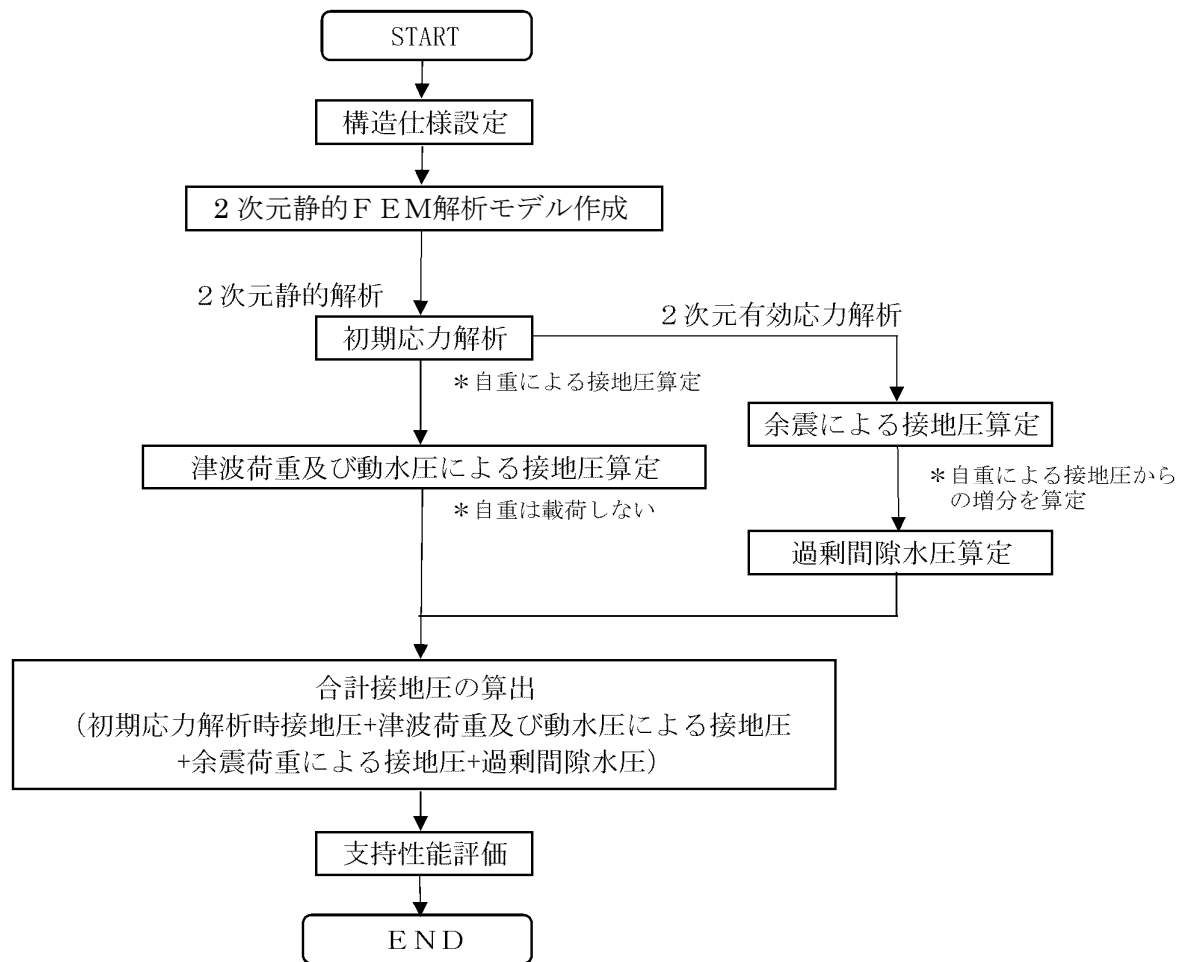 START
構造仕様設定
２次元静的ＦＥＭ解析モデル作成
２次元静的解析
２次元有効応力解析
初期応力解析
＊自重による接地圧算定
余震による接地圧算定
津波荷重及び動水圧による接地圧算定
＊自重による接地圧から
の増分を算定
＊自重は載荷しない
過剰間隙水圧算定
合計接地圧の算出
（初期応力解析時接地圧+津波荷重及び動水圧による接地圧
+余震荷重による接地圧+過剰間隙水圧）
支持性能評価
ＥＮＤ